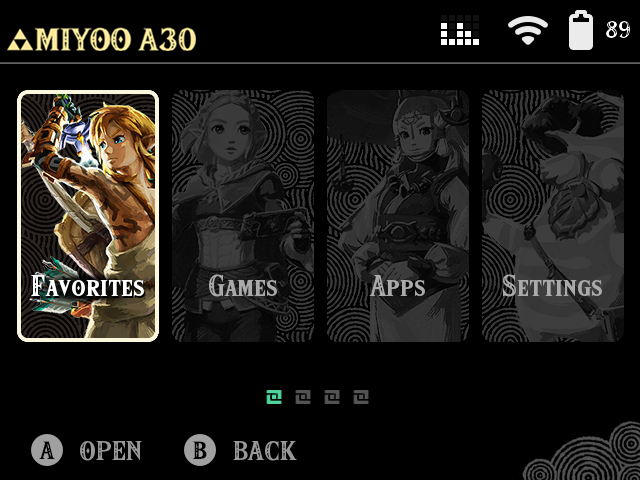 MIYOO A30
89
Favorites
Games
Apps
Settings
A OPEN
B BACK